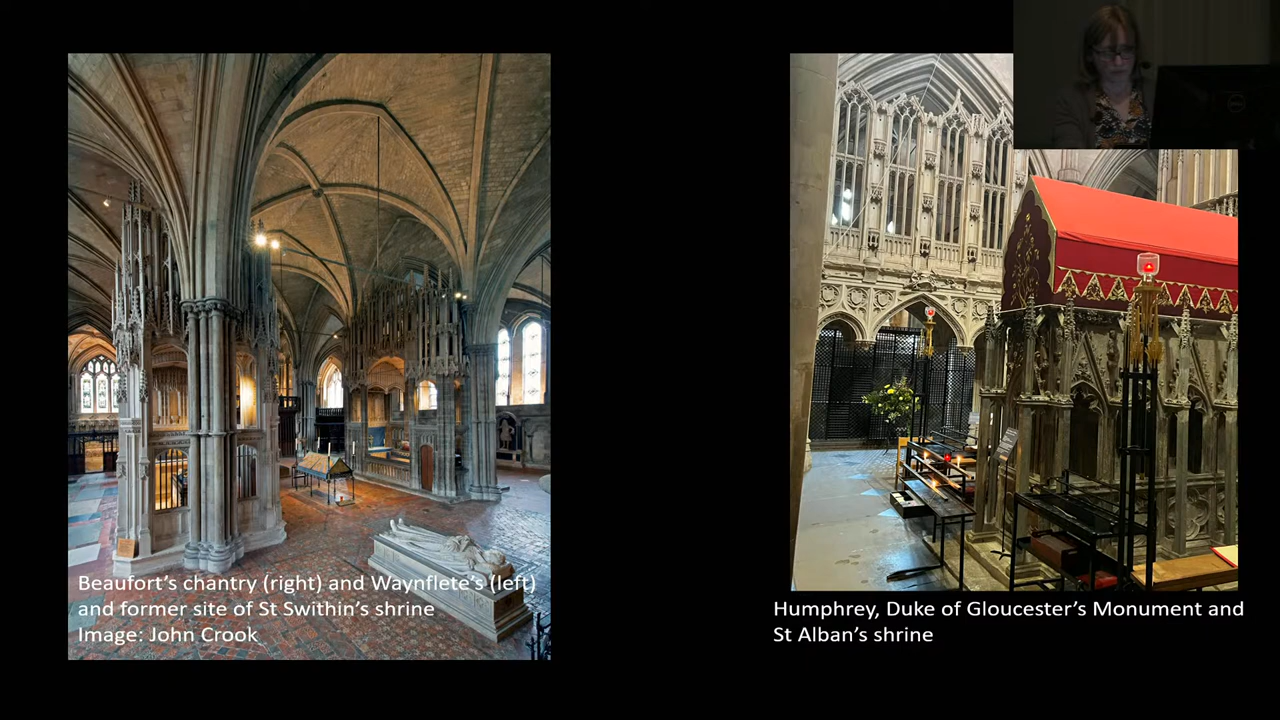 Beaufort's chantry (right) and Waynflete's (left)
and former site of St Swithin's shrine
Image: John Crook
Humphrey, Duke of Gloucester's Monument and
St Alban's shrine